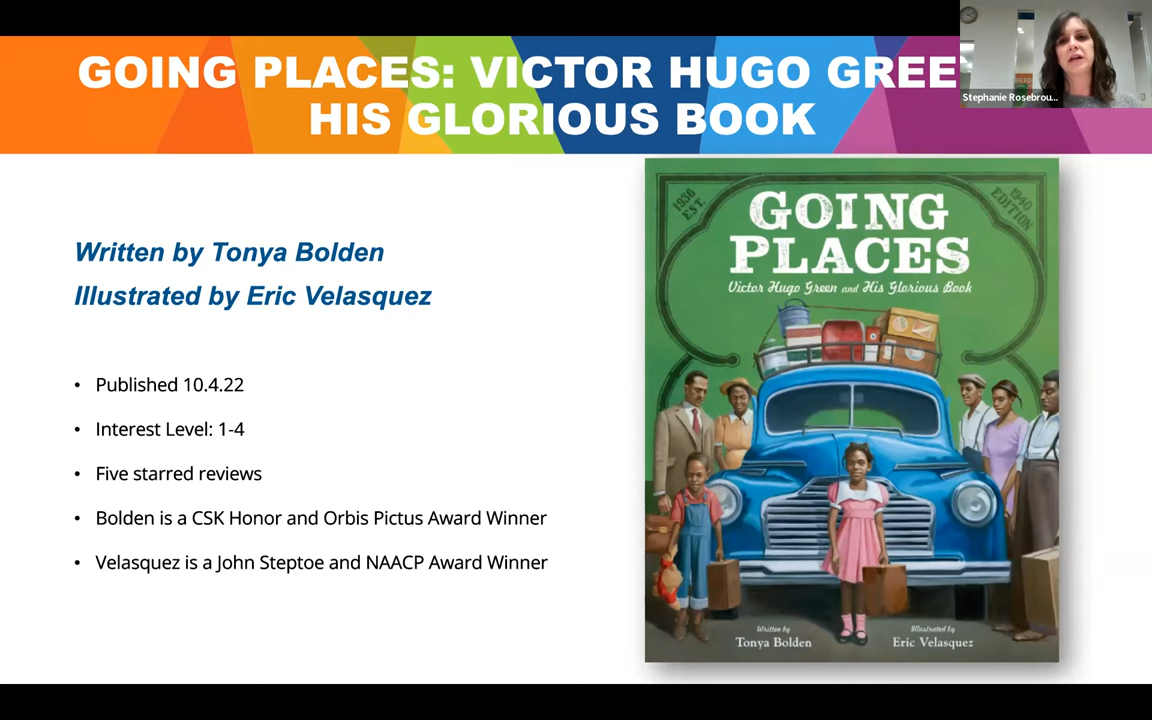 GOING PLACES: VICTOR HUGO GREE
HIS GLORIOUS BOOK
Stephanie Rosebrou...
Written by Tonya Bolden
Illustrated by Eric Velasquez
• Published 10.4.22
• Interest Level: 1-4
• Five starred reviews
• Bolden is a CSK Honor and Orbis Pictus Award Winner
• Velasquez is a John Steptoe and NAACP Award Winner
1936
EST.
1940
EDITION
GOING
PLACES
Victor Hugo Green and His Glorious Book
Written by
Tonya Bolden
Illustrated by
Eric Velasquez